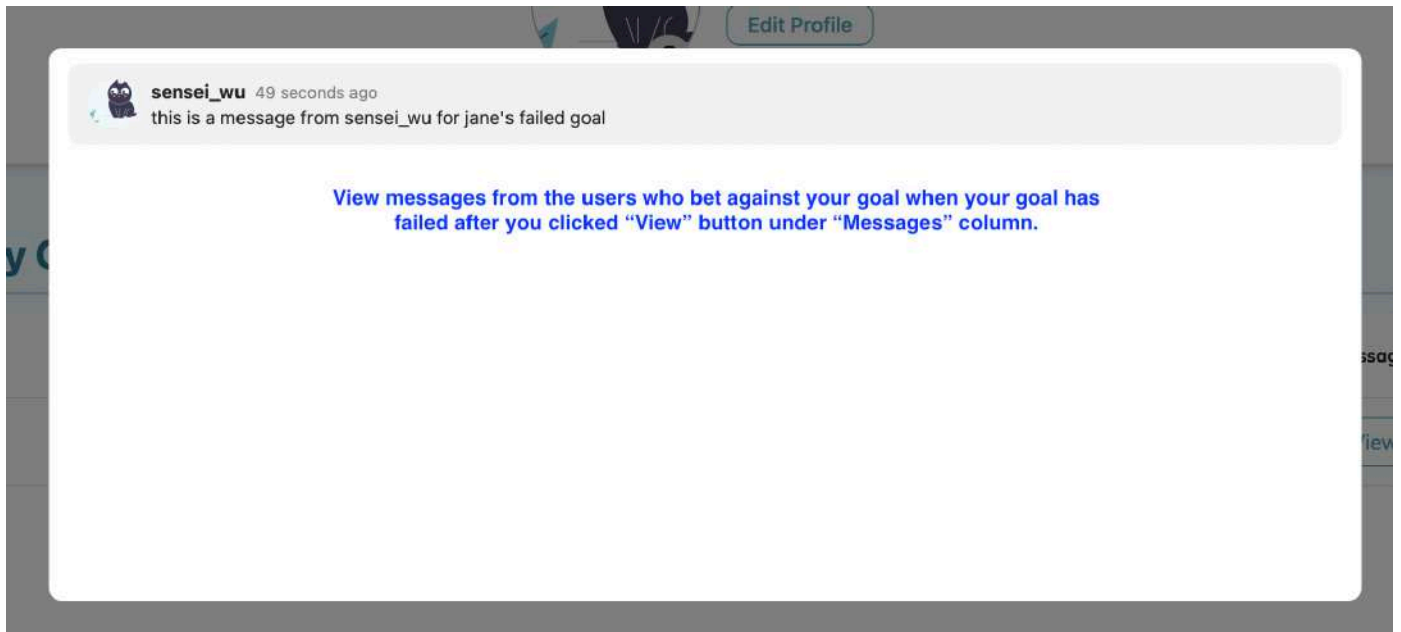 Edit Profile
sensei_wu 49 seconds ago
this is a message from sensei_wu for jane's failed goal
View messages from the users who bet against your goal when your goal has
failed after you clicked “View” button under “Messages” column.